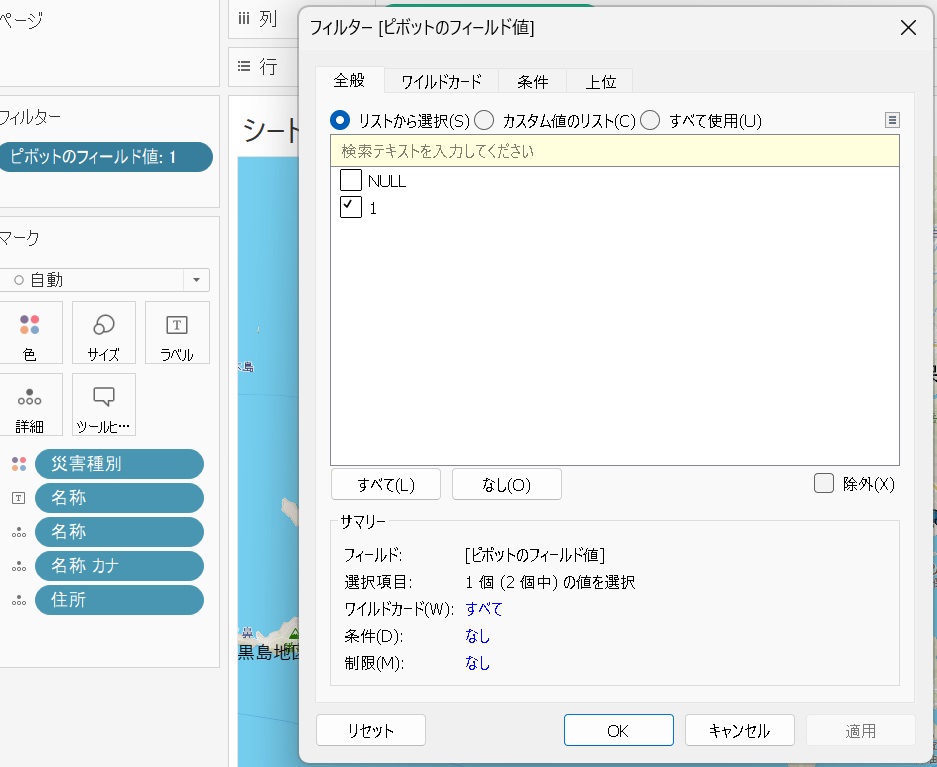 ページ
iii 列
行
フィルター
ピボットのフィールド値: 1
マーク
自動
色
サイズ
ラベル
詳細
ツールヒ…
災害種別
名称
名称
名称 カナ
住所
シート
黒島地区
フィルター [ピボットのフィールド値]
全般
ワイルドカード
条件
上位
リストから選択(S)
カスタム値のリスト(C)
すべて使用(U)
検索テキストを入力してください
NULL
1
すべて(L)
なし(O)
除外(X)
サマリー
フィールド: [ピボットのフィールド値]
選択項目: 1 個 (2 個中) の値を選択
ワイルドカード(W): すべて
条件(D): なし
制限(M): なし
リセット
OK
キャンセル
適用